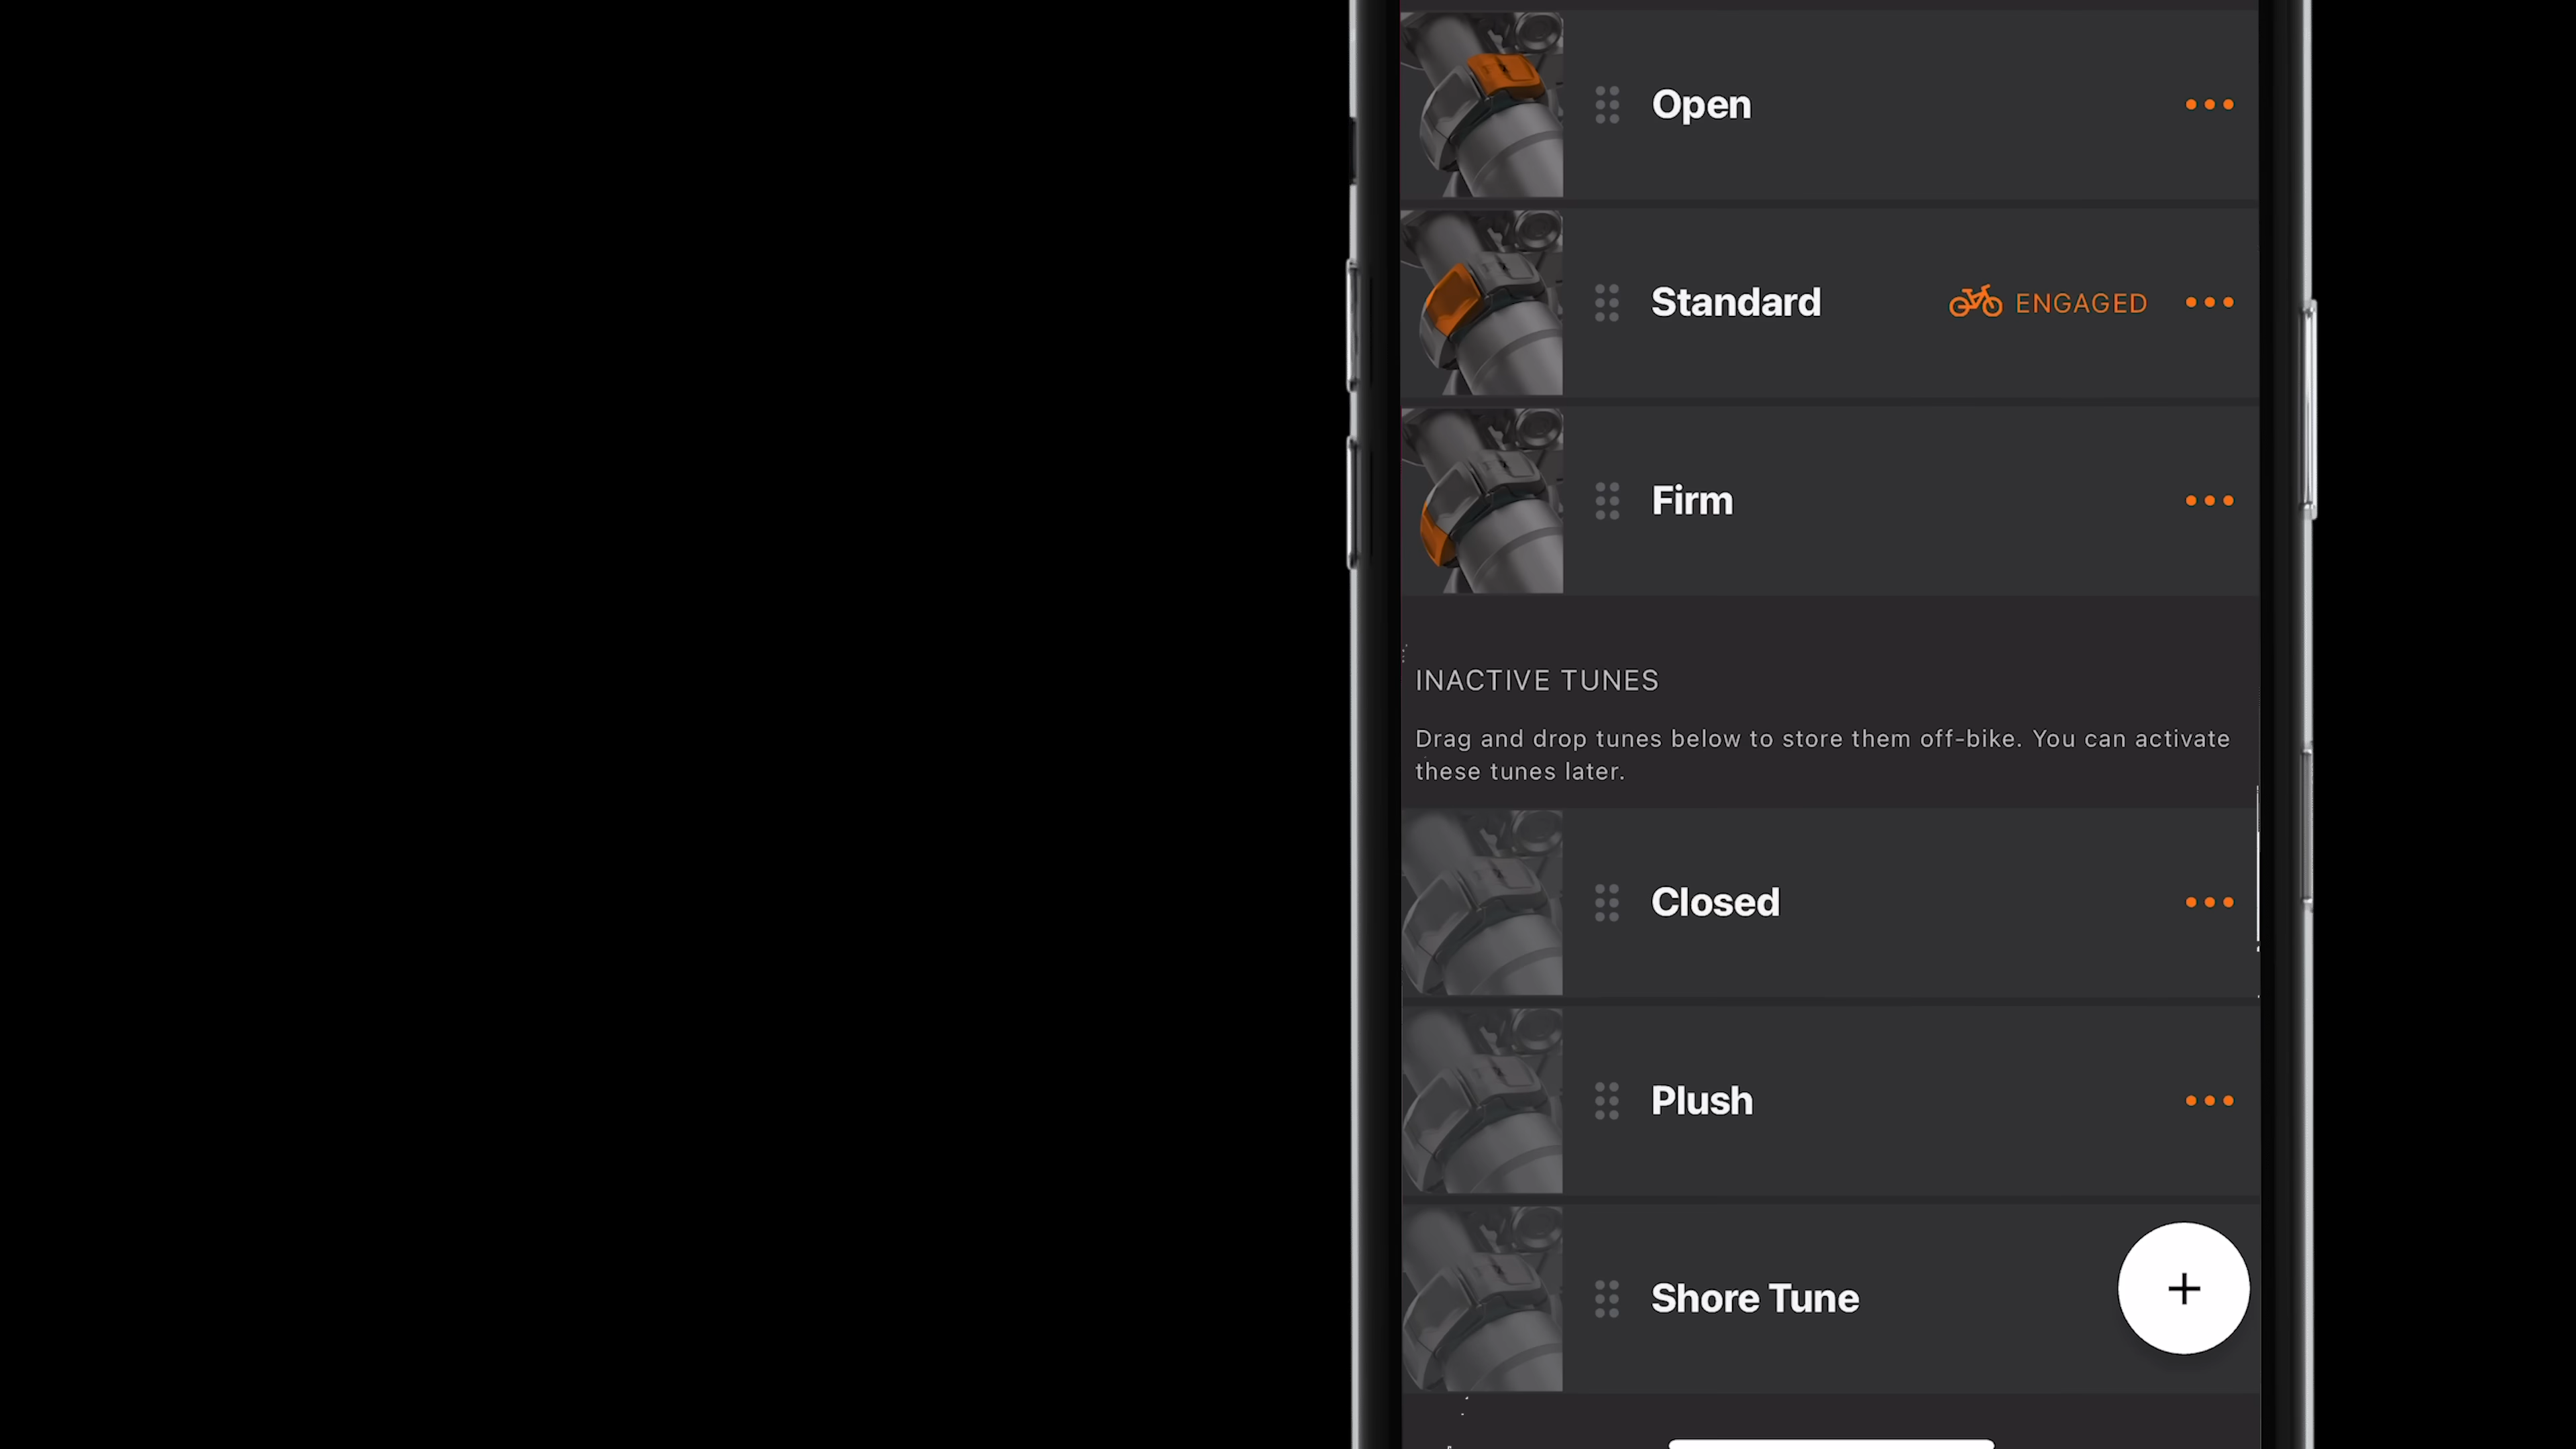 Open
Standard ENGAGED
Firm
INACTIVE TUNES
Drag and drop tunes below to store them off-bike. You can activate
these tunes later.
Closed
Plush
Shore Tune